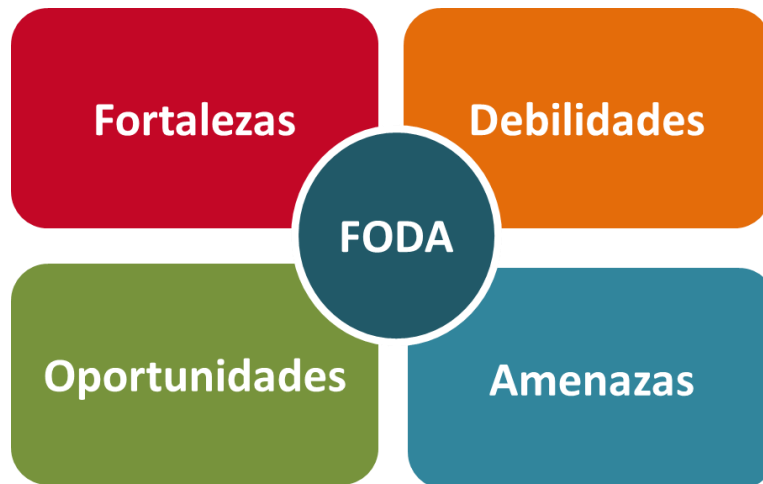 Fortalezas
Debilidades
FODA
Oportunidades
Amenazas